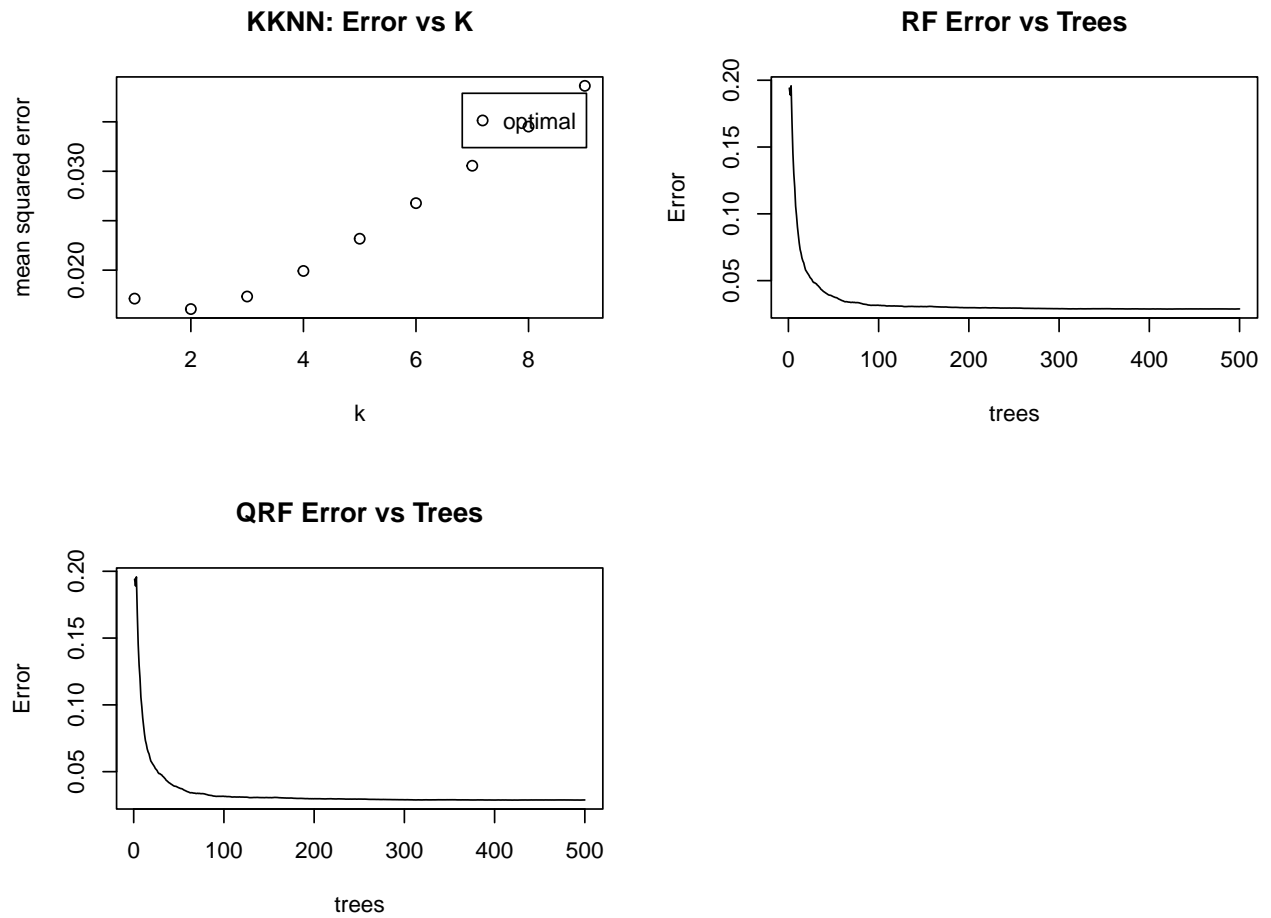 KKNN: Error vs K
mean squared error
0.020
0.030
optimal
2
4
6
8
k
RF Error vs Trees
Error
0.05
0.10
0.15
0.20
0
100
200
300
400
500
trees
QRF Error vs Trees
Error
0.05
0.10
0.15
0.20
0
100
200
300
400
500
trees